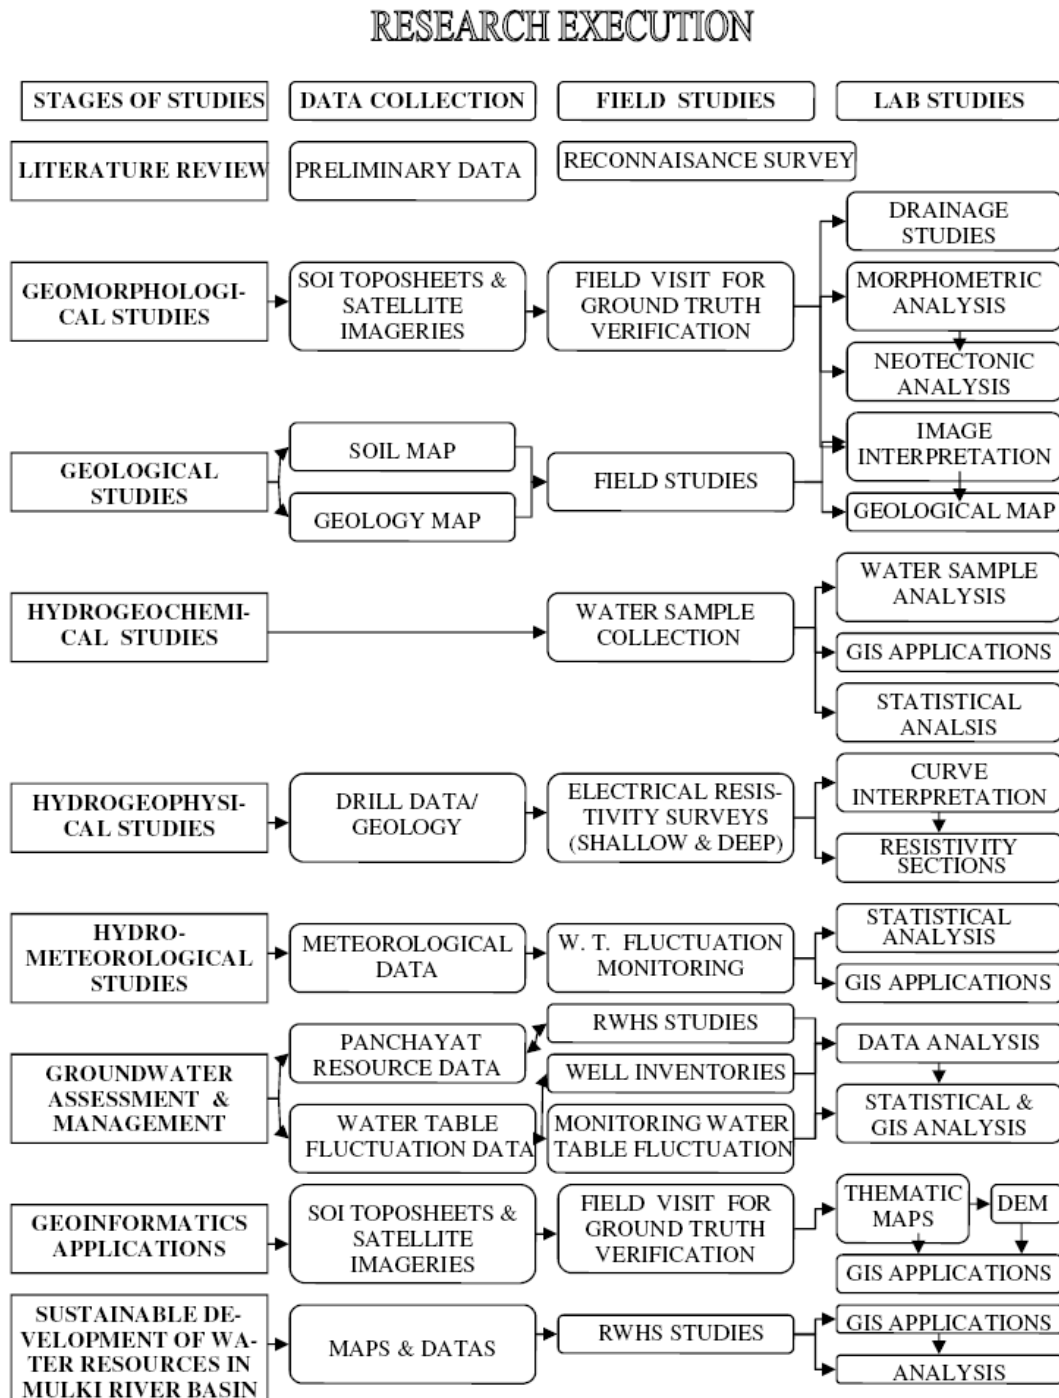 RESEARCH EXECUTION
STAGES OF STUDIES
DATA COLLECTION
FIELD STUDIES
LAB STUDIES
LITERATURE REVIEW
PRELIMINARY DATA
RECONNAISANCE SURVEY
DRAINAGE
STUDIES
GEOMORPHOLOGI-
CAL STUDIES
SOI TOPOSHEETS &
SATELLITE
IMAGERIES
FIELD VISIT FOR
GROUND TRUTH
VERIFICATION
MORPHOMETRIC
ANALYSIS
NEOTECTONIC
ANALYSIS
GEOLOGICAL
STUDIES
SOIL MAP
GEOLOGY MAP
FIELD STUDIES
IMAGE
INTERPRETATION
GEOLOGICAL MAP
HYDROGEOCHEMI-
CAL STUDIES
WATER SAMPLE
COLLECTION
WATER SAMPLE
ANALYSIS
GIS APPLICATIONS
STATISTICAL
ANALSIS
HYDROGEOPHYSI-
CAL STUDIES
DRILL DATA/
GEOLOGY
ELECTRICAL RESIS-
TIVITY SURVEYS
(SHALLOW & DEEP)
CURVE
INTERPRETATION
RESISTIVITY
SECTIONS
HYDRO-
METEOROLOGICAL
STUDIES
METEOROLOGICAL
DATA
W. T. FLUCTUATION
MONITORING
STATISTICAL
ANALYSIS
GIS APPLICATIONS
GROUNDWATER
ASSESSMENT &
MANAGEMENT
PANCHAYAT
RESOURCE DATA
WATER TABLE
FLUCTUATION DATA
RWHS STUDIES
WELL INVENTORIES
MONITORING WATER
TABLE FLUCTUATION
DATA ANALYSIS
STATISTICAL &
GIS ANALYSIS
GEOINFORMATICS
APPLICATIONS
SOI TOPOSHEETS &
SATELLITE
IMAGERIES
FIELD VISIT FOR
GROUND TRUTH
VERIFICATION
THEMATIC
MAPS
DEM
GIS APPLICATIONS
SUSTAINABLE DE-
VELOPMENT OF WA-
TER RESOURCES IN
MULKI RIVER BASIN
MAPS & DATAS
RWHS STUDIES
GIS APPLICATIONS
ANALYSIS